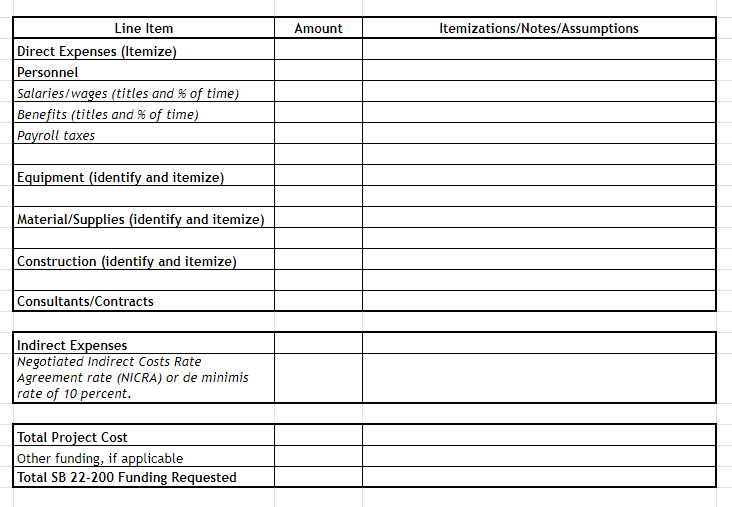 Line Item Amount Itemizations/Notes/Assumptions
Direct Expenses (Itemize)
Personnel
Salaries/wages (titles and % of time)
Benefits (titles and % of time)
Payroll taxes
Equipment (identify and itemize)
Material/Supplies (identify and itemize)
Construction (identify and itemize)
Consultants/Contracts
Indirect Expenses
Negotiated Indirect Costs Rate
Agreement rate (NICRA) or de minimis
rate of 10 percent.
Total Project Cost
Other funding, if applicable
Total SB 22-200 Funding Requested